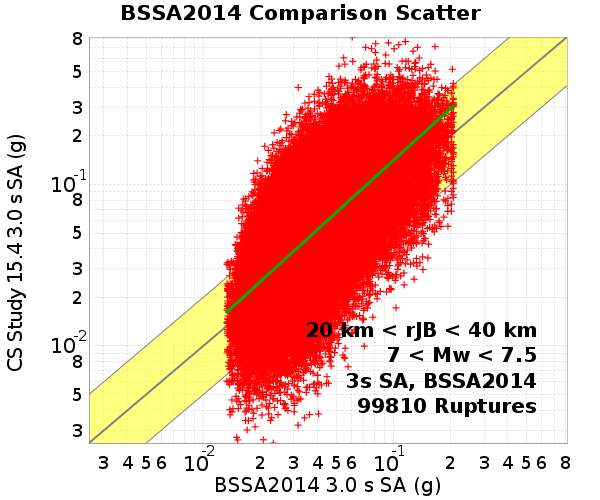 BSSA2014 Comparison Scatter
CS Study 15.4 3.0 s SA (g)
8
5
3
2
10-1
8
5
3
2
10-2
8
5
3
20 km < rJB < 40 km
7 < Mw < 7.5
3s SA, BSSA2014
99810 Ruptures
3 4 5 6 10-2 2 3 4 5 6 10-1 2 3 4 5 6 8
BSSA2014 3.0 s SA (g)